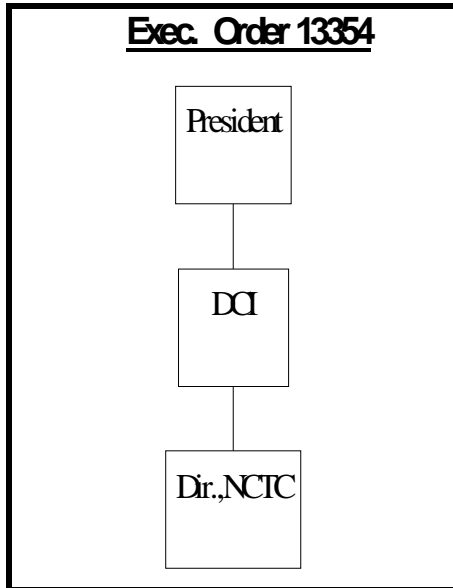 Exec. Order 13354
President
DCI
Dir.,NCTC